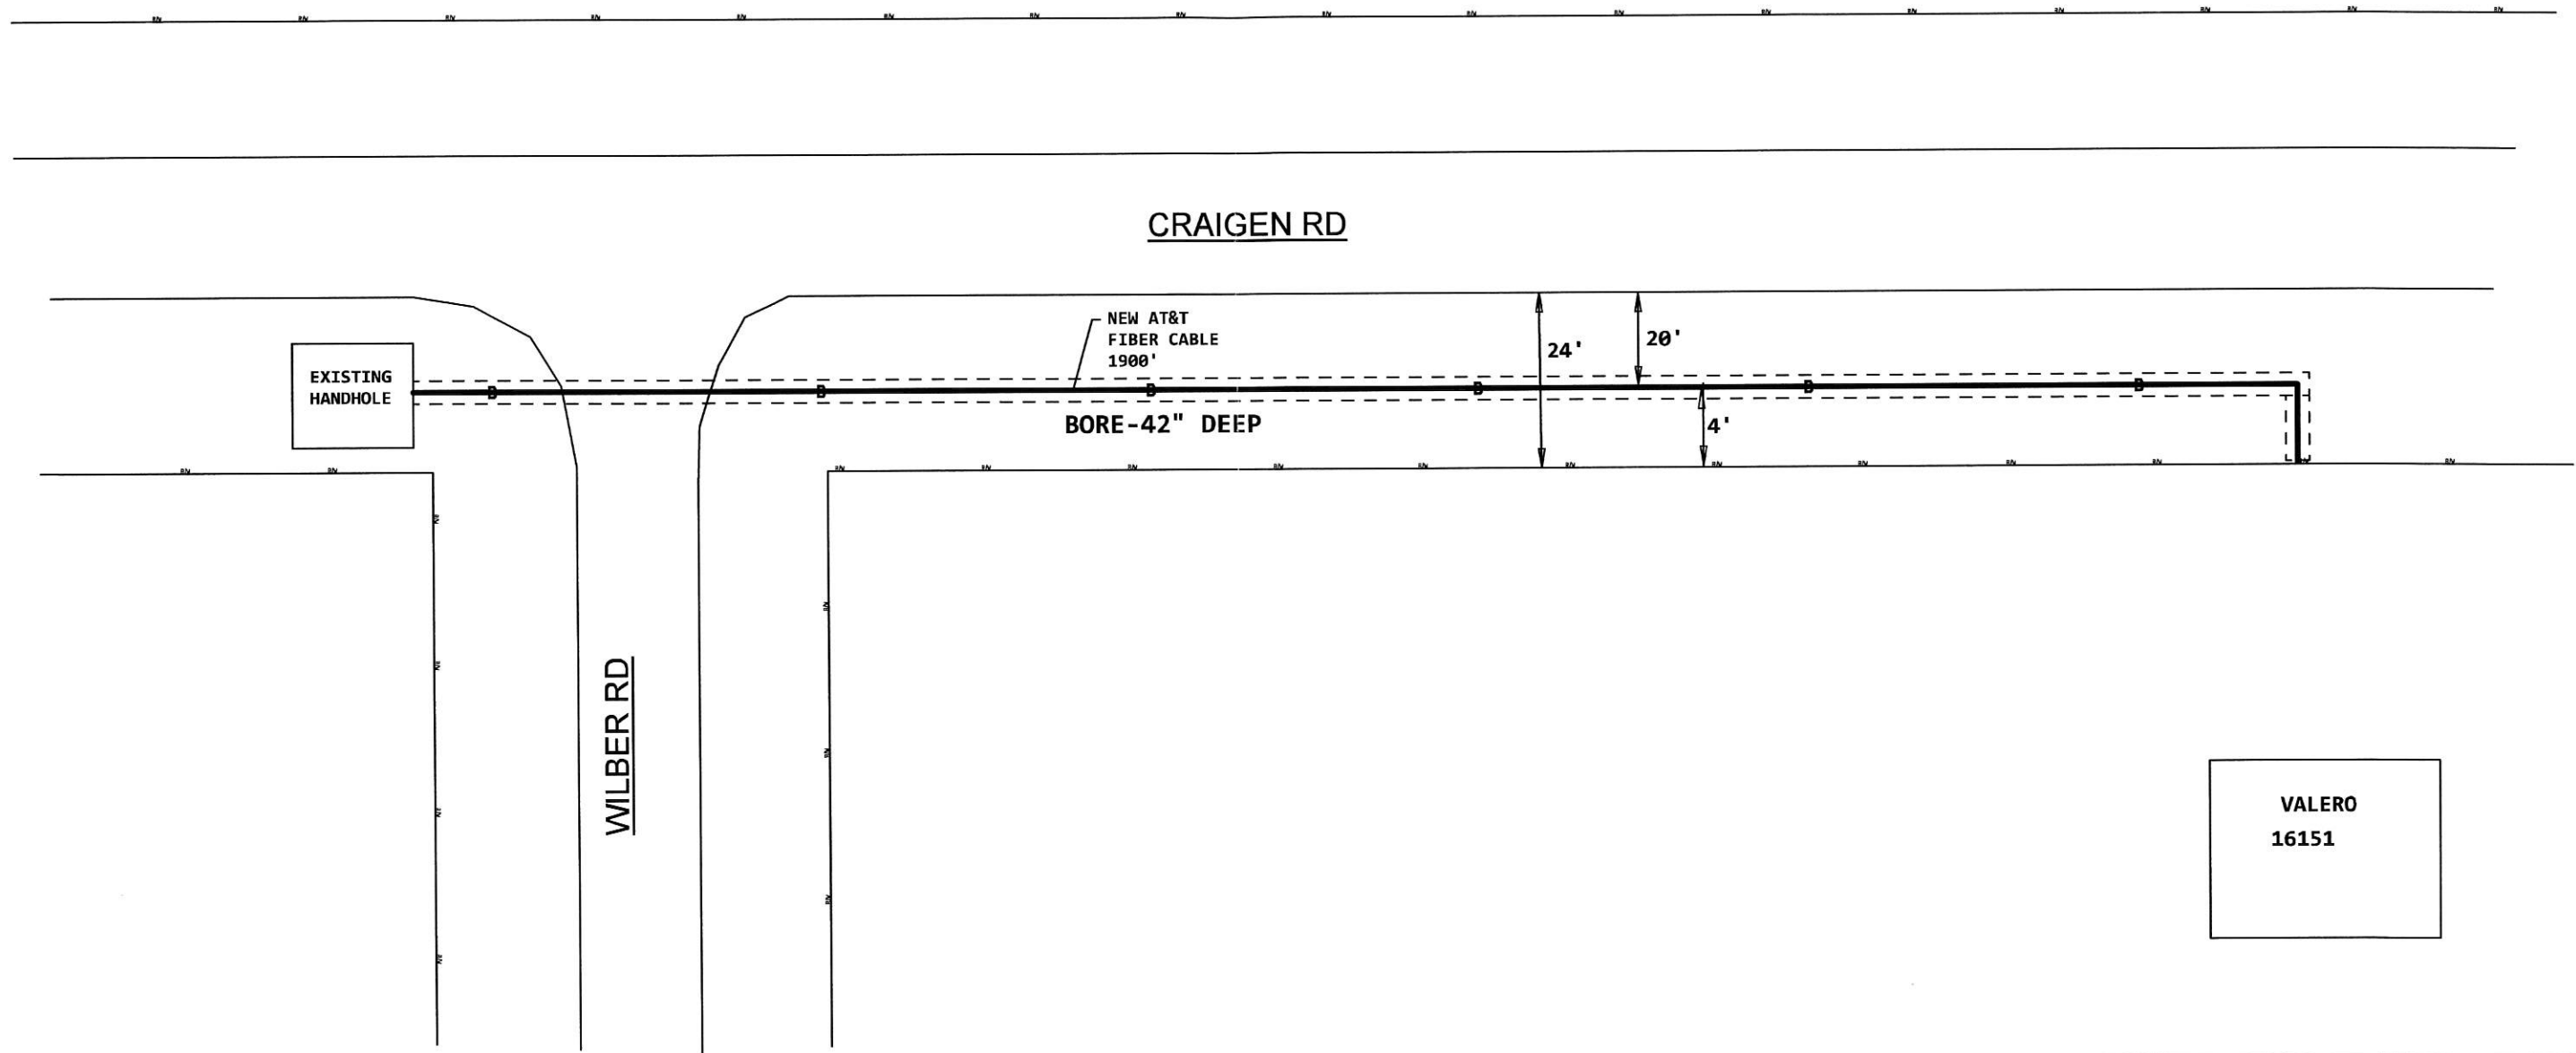 CRAIGEN RD
NEW AT&T
FIBER CABLE
1900'
24'
20'
EXISTING
HANDHOLE
B
B
B
B
B
B
BORE-42" DEEP
4'
WILBER RD
VALERO
16151